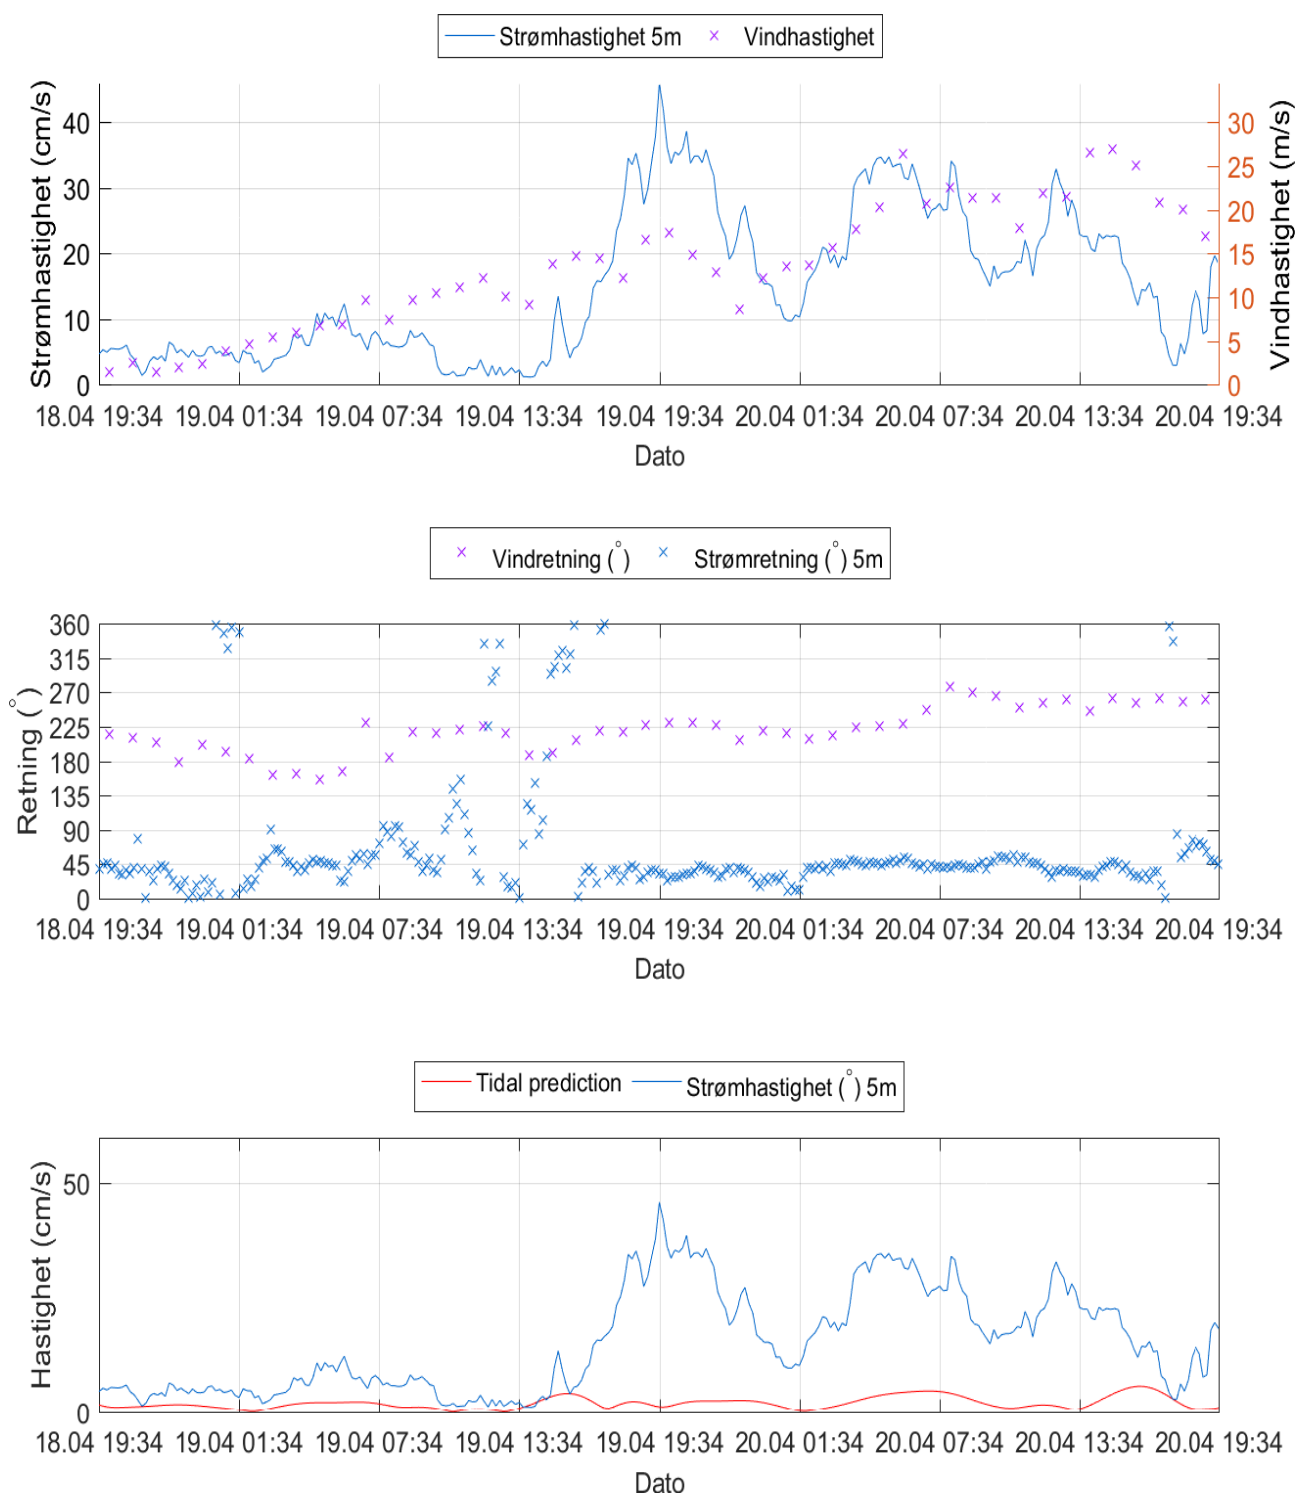 Strømhastighet 5m Vindhastighet
Strømhastighet (cm/s)
40
30
20
10
0
Vindhastighet (m/s)
30
25
20
15
10
5
0
18.04 19:34 19.04 01:34 19.04 07:34 19.04 13:34 19.04 19:34 20.04 01:34 20.04 07:34 20.04 13:34 20.04 19:34
Dato
Vindretning (°) Strømretning (°) 5m
Retning (°)
360
315
270
225
180
135
90
45
0
18.04 19:34 19.04 01:34 19.04 07:34 19.04 13:34 19.04 19:34 20.04 01:34 20.04 07:34 20.04 13:34 20.04 19:34
Dato
Tidal prediction Strømhastighet (°) 5m
Hastighet (cm/s)
50
0
18.04 19:34 19.04 01:34 19.04 07:34 19.04 13:34 19.04 19:34 20.04 01:34 20.04 07:34 20.04 13:34 20.04 19:34
Dato